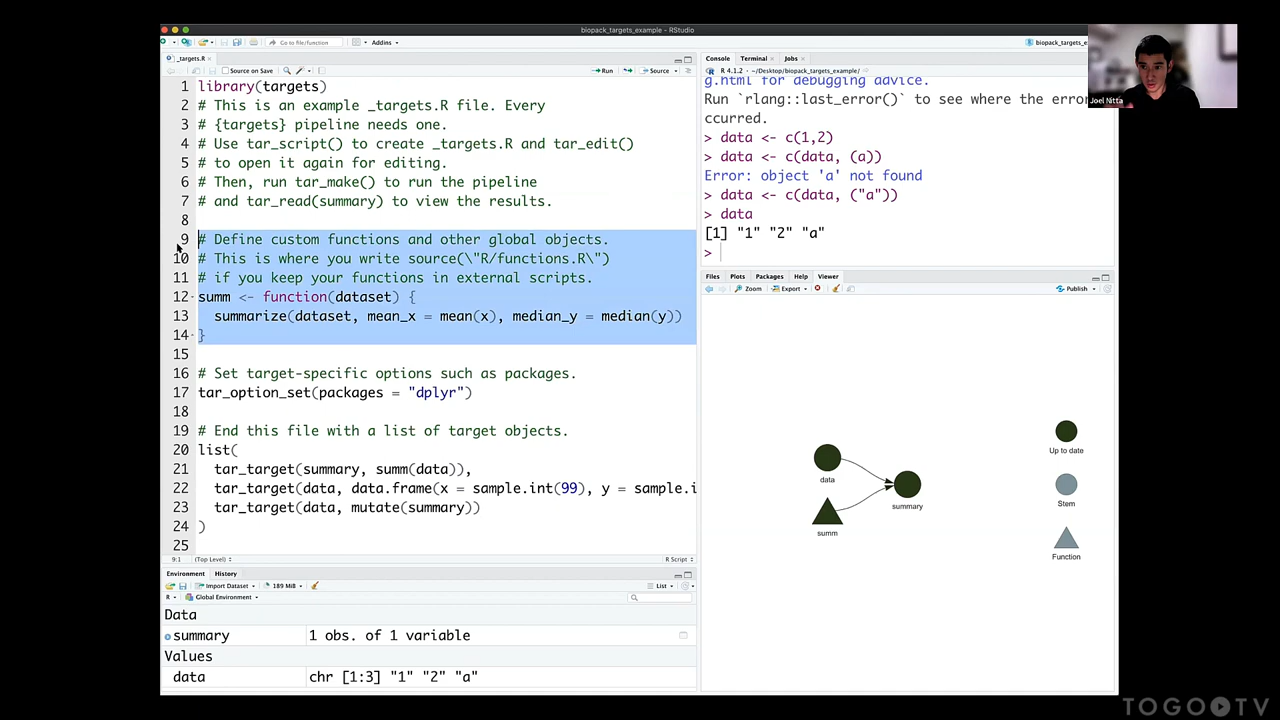 biopack_targets_example - RStudio
Go to file/function
Addins
biopack_targets_ex
_targets.R
Source on Save
Run
Source
1 library(targets)
2 # This is an example _targets.R file. Every
3 # {targets} pipeline needs one.
4 # Use tar_script() to create _targets.R and tar_edit()
5 # to open it again for editing.
6 # Then, run tar_make() to run the pipeline
7 # and tar_read(summary) to view the results.
8
9 # Define custom functions and other global objects.
10 # This is where you write source(\"R/functions.R\")
11 # if you keep your functions in external scripts.
12 summ <- function(dataset) {
13 summarize(dataset, mean_x = mean(x), median_y = median(y))
14 }
15
16 # Set target-specific options such as packages.
17 tar_option_set(packages = "dplyr")
18
19 # End this file with a list of target objects.
20 list(
21 tar_target(summary, summ(data)),
22 tar_target(data, data.frame(x = sample.int(99), y = sample.i
23 tar_target(data, mutate(summary))
24 )
25
9:1 (Top Level) R Script
Environment History
Import Dataset 189 MiB List
R Global Environment
Data
summary 1 obs. of 1 variable
Values
data chr [1:3] "1" "2" "a"
Console Terminal Jobs
R 4.1.2 · ~/Desktop/biopack_targets_example/
g.html for debugging advice.
Run `rlang::last_error()` to see where the error
ccurred.
> data <- c(1,2)
> data <- c(data, (a))
Error: object 'a' not found
> data <- c(data, ("a"))
> data
[1] "1" "2" "a"
>
Files Plots Packages Help Viewer
Zoom Export Publish
data
summ
summary
Up to date
Stem
Function
Joel Nitta
TOGO TV